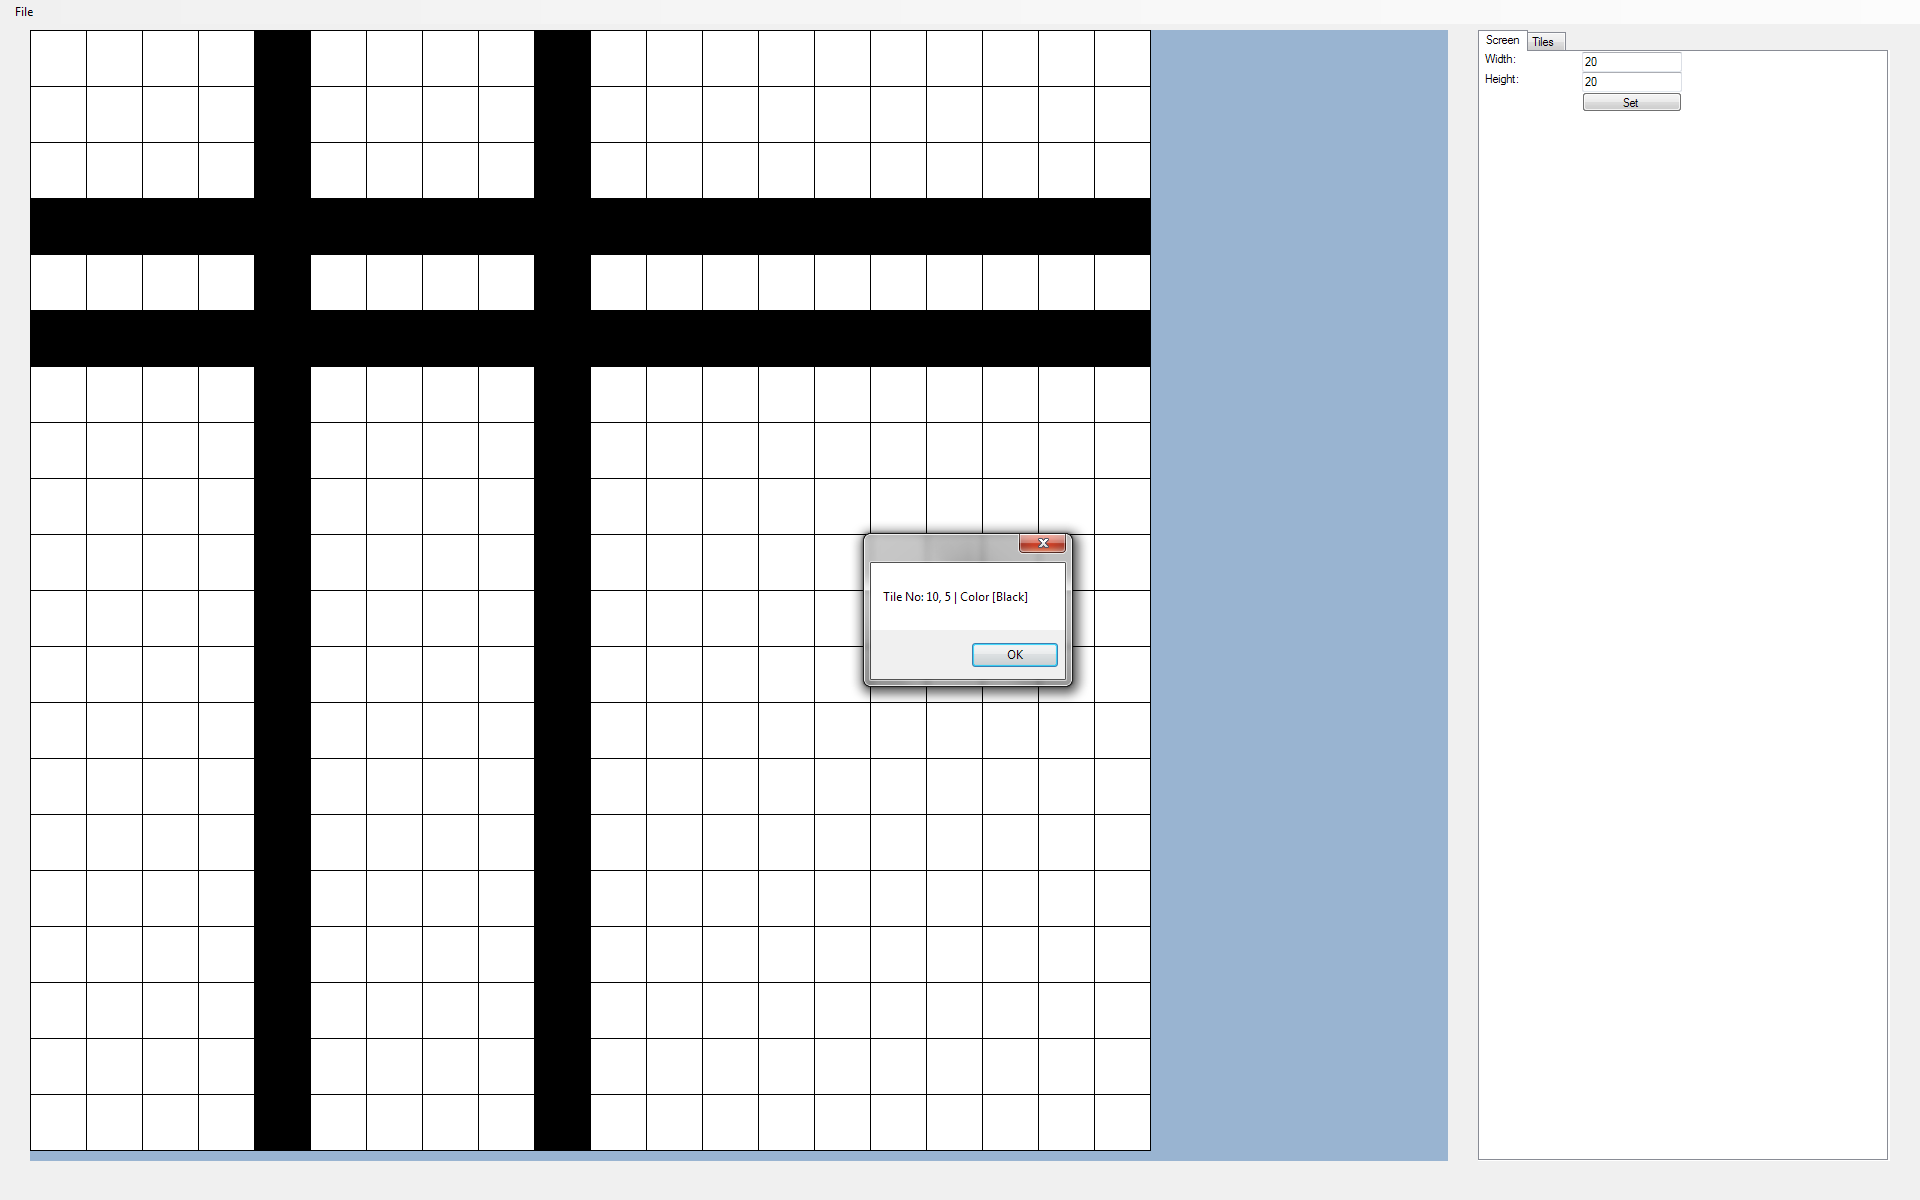 File
Screen Tiles
Width: 20
Height: 20
Set
Tile No: 10, 5 | Color [Black]
OK